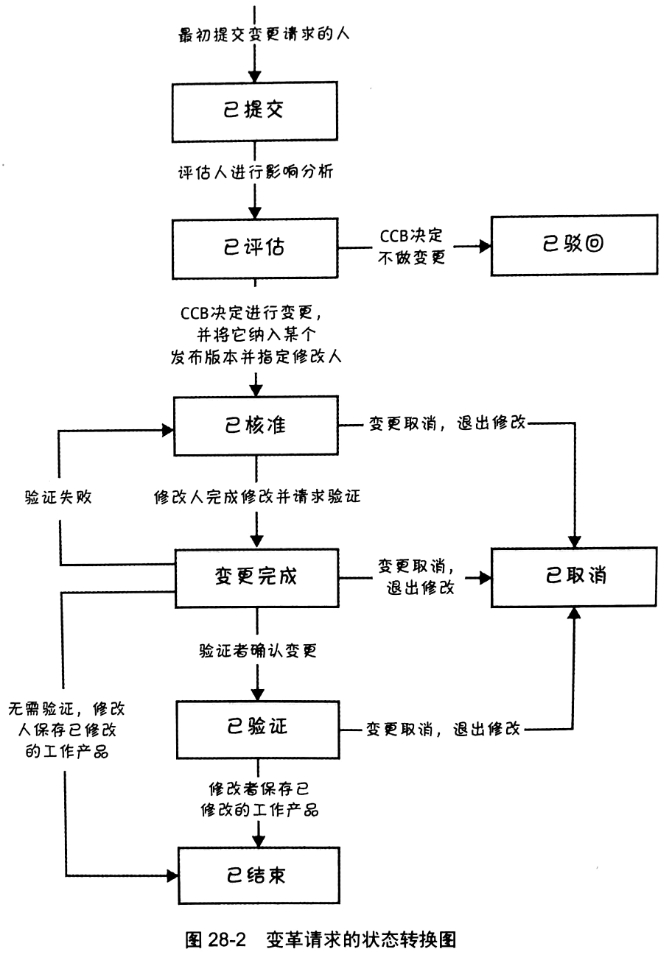 最初提交变更请求的人
已提交
评估人进行影响分析
已评估
CCB决定
不做变更
已驳回
CCB决定进行变更，
并将它纳入某个
发布版本并指定修改人
已核准
变更取消，退出修改
验证失败
修改人完成修改并请求验证
变更完成
变更取消，
退出修改
已取消
验证者确认变更
无需验证，修改
人保存已修改
的工作产品
已验证
变更取消，退出修改
修改者保存已
修改的工作产品
已结束
图 28-2 变革请求的状态转换图